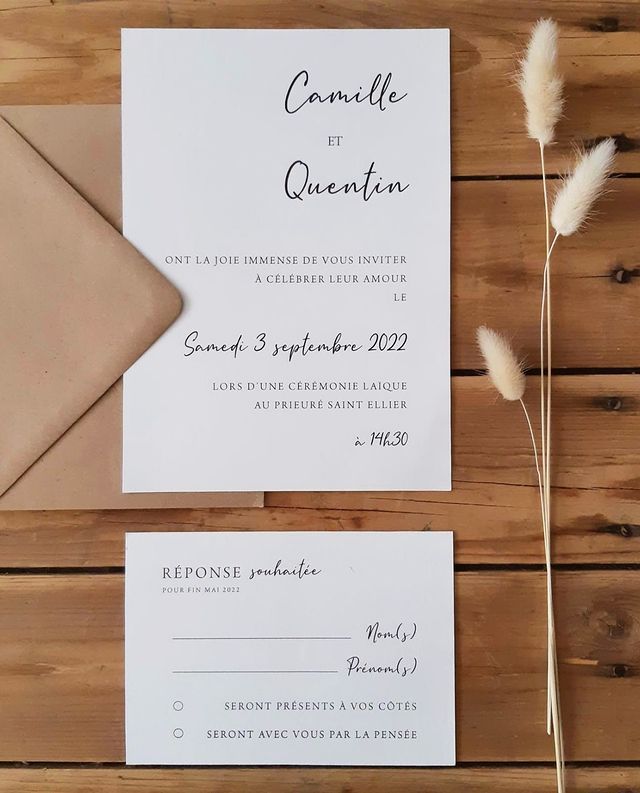 Camille
ET
Quentin
ONT LA JOIE IMMENSE DE VOUS INVITER
À CÉLÉBRER LEUR AMOUR
LE
Samedi 3 septembre 2022
LORS D'UNE CÉRÉMONIE LAÏQUE
AU PRIEURÉ SAINT ELLIER
à 14h30
RÉPONSE souhaitée
POUR FIN MAI 2022
Nom(s)
Prénom(s)
SERONT PRÉSENTS À VOS CÔTÉS
SERONT AVEC VOUS PAR LA PENSÉE